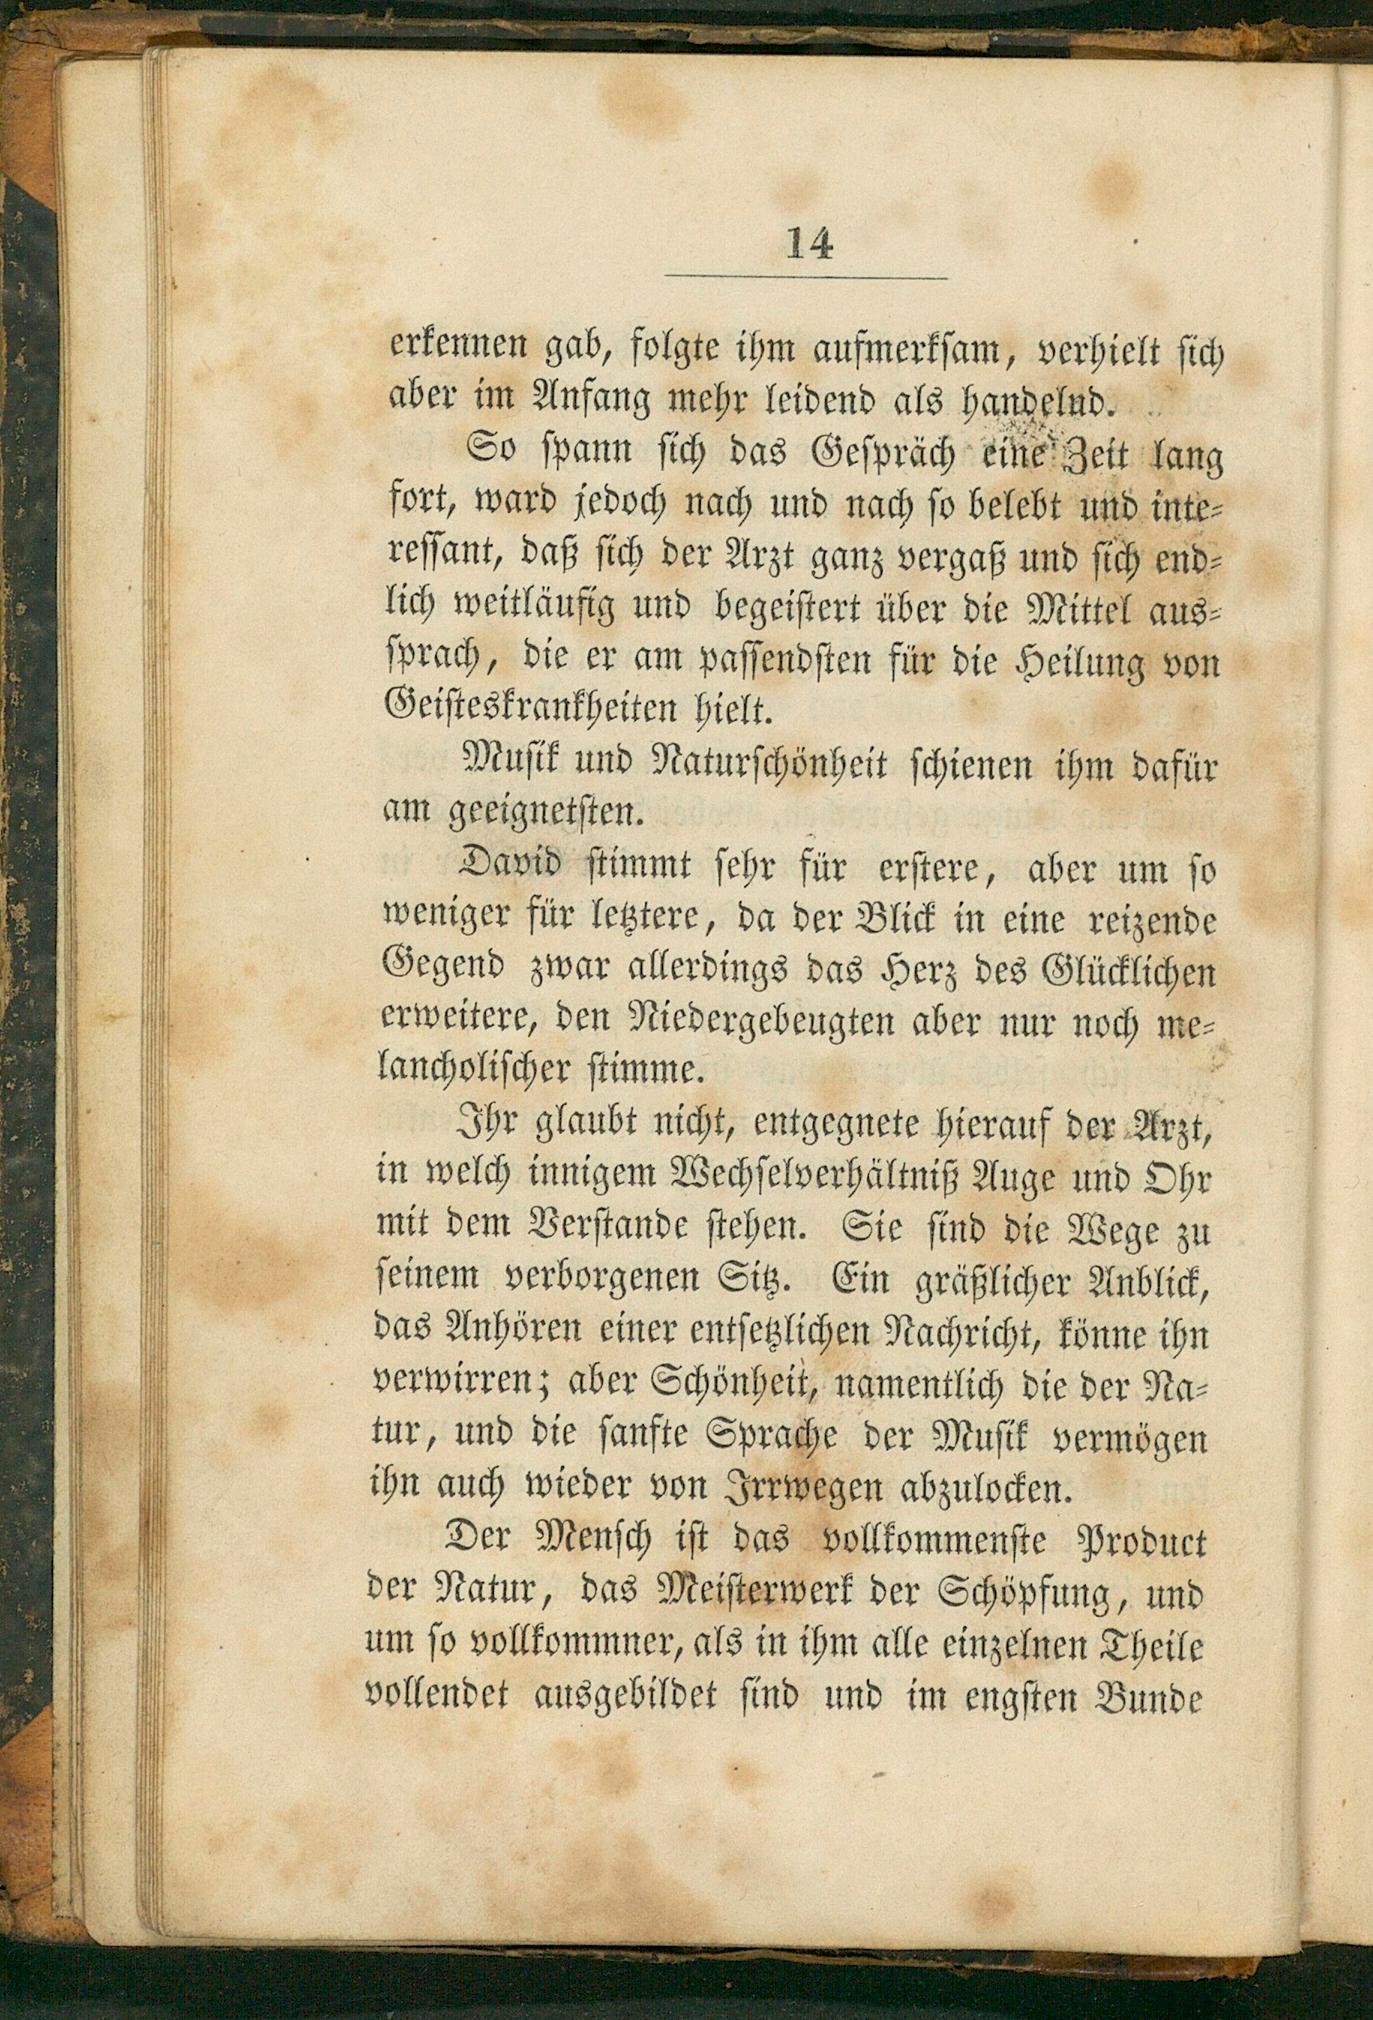 14
erkennen gab, folgte ihm aufmerksam, verhielt sich
aber im Anfang mehr leidend als handelnd.
So spann sich das Gespräch eine Zeit lang
fort, ward jedoch nach und nach so belebt und inte-
ressant, daß sich der Arzt ganz vergaß und sich end-
lich weitläufig und begeistert über die Mittel aus-
sprach, die er am passendsten für die Heilung von
Geisteskrankheiten hielt.
Musik und Naturschönheit schienen ihm dafür
am geeignetsten.
David stimmt sehr für erstere, aber um so
weniger für letztere, da der Blick in eine reizende
Gegend zwar allerdings das Herz des Glücklichen
erweitere, den Niedergebeugten aber nur noch me-
lancholischer stimme.
Ihr glaubt nicht, entgegnete hierauf der Arzt,
in welch innigem Wechselverhältniß Auge und Ohr
mit dem Verstande stehen. Sie sind die Wege zu
seinem verborgenen Sitz. Ein gräßlicher Anblick,
das Anhören einer entsetzlichen Nachricht, könne ihn
verwirren; aber Schönheit, namentlich die der Na-
tur, und die sanfte Sprache der Musik vermögen
ihn auch wieder von Irrwegen abzulocken.
Der Mensch ist das vollkommenste Product
der Natur, das Meisterwerk der Schöpfung, und
um so vollkommner, als in ihm alle einzelnen Theile
vollendet ausgebildet sind und im engsten Bunde